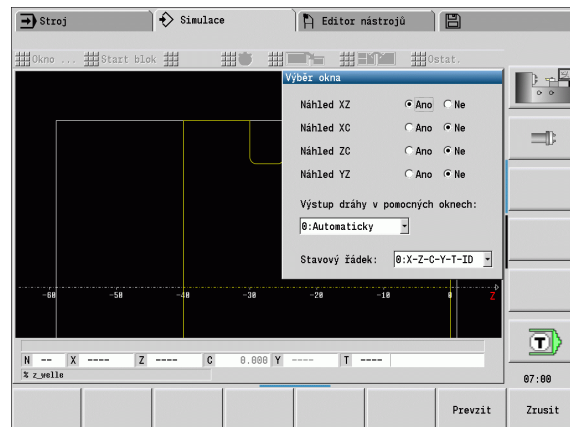 Stroj
Simulace
Editor nástrojů
Okno ...
Start blok
Ostat.
Výběr okna
Náhled XZ Ano Ne
Náhled XC Ano Ne
Náhled ZC Ano Ne
Náhled YZ Ano Ne
Výstup dráhy v pomocných oknech:
0:Automaticky
Stavový řádek: 0:X-Z-C-Y-T-ID
-60 -50 -40 -30 -20 -10 0 Z
N -- X ---- Z ---- C 0.000 Y ---- T ----
% z_welle
T
07:00
Prevzit
Zrusit